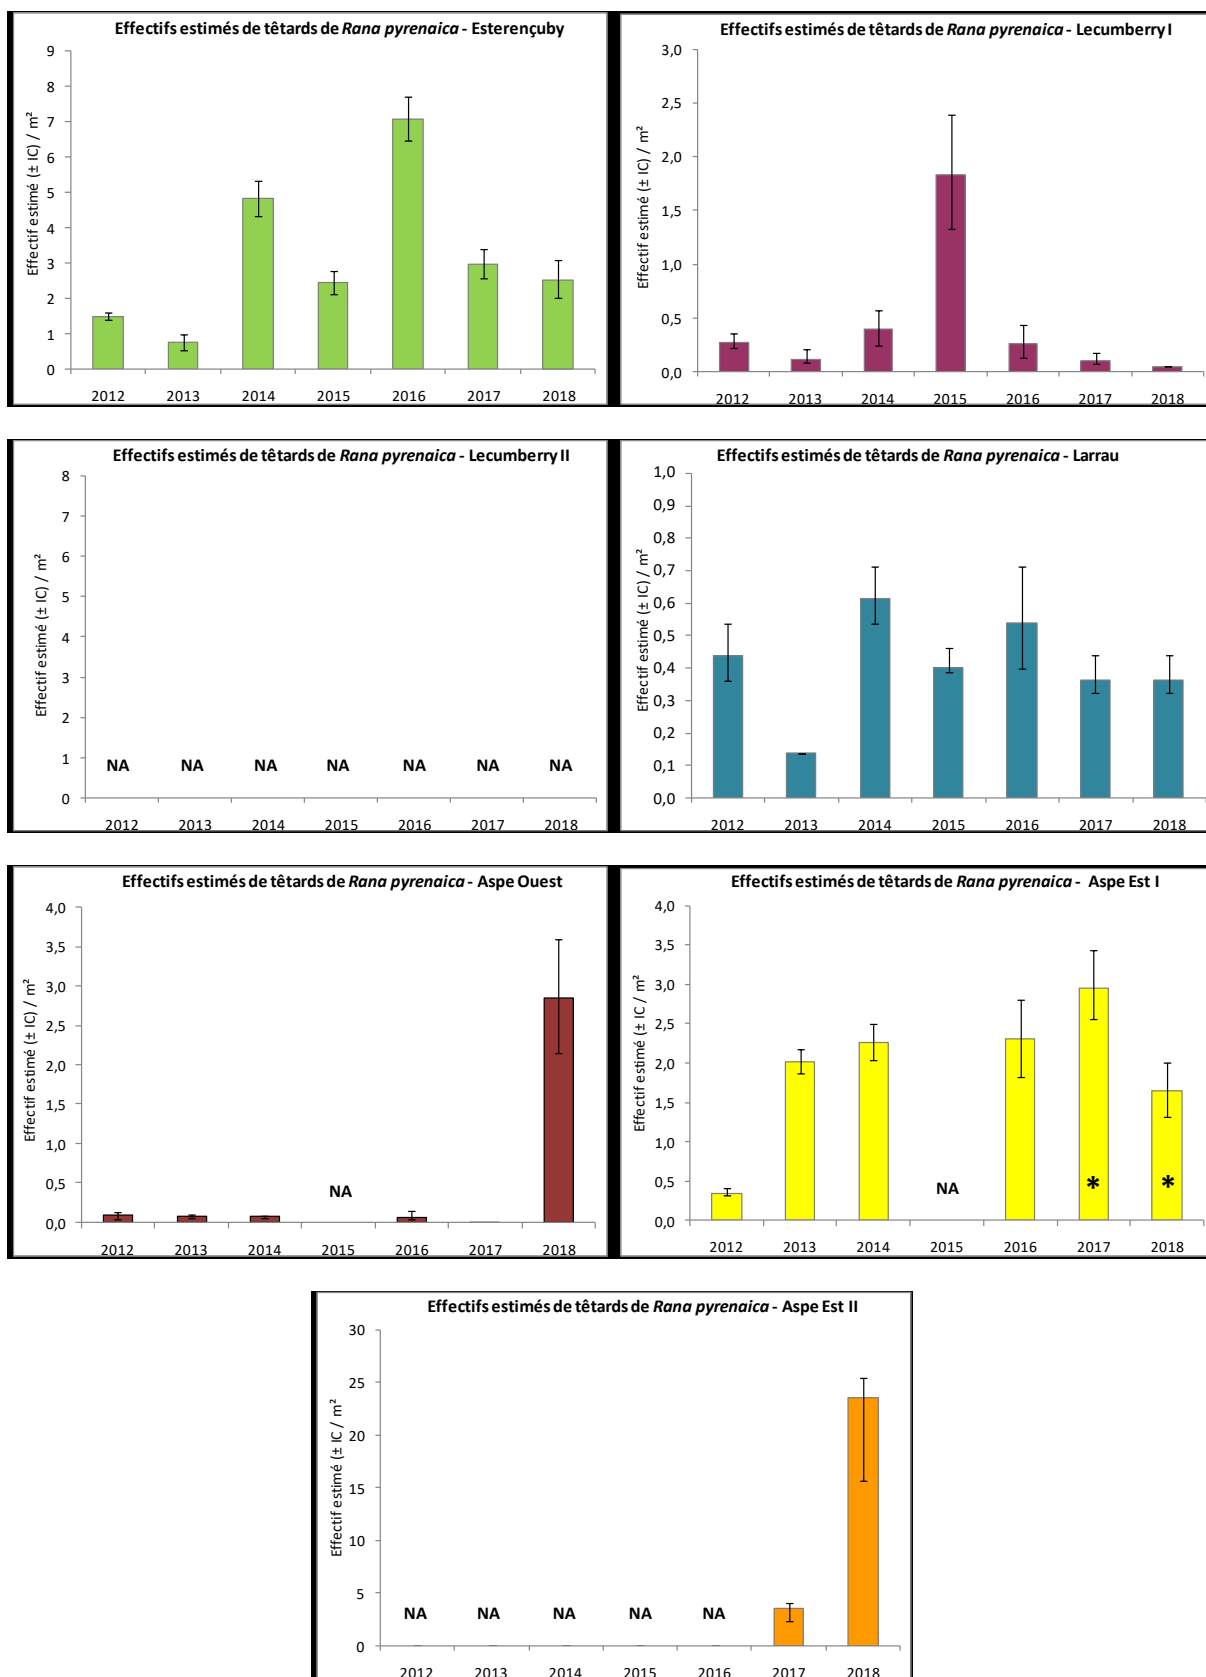 Effectifs estimés de têtards de Rana pyrenaica - Esterençuby
Effectif estimé (± IC) / m²
9
8
7
6
5
4
3
2
1
0
2012 2013 2014 2015 2016 2017 2018
Effectifs estimés de têtards de Rana pyrenaica - Lecumberry I
Effectif estimé (± IC) / m²
3,0
2,5
2,0
1,5
1,0
0,5
0,0
2012 2013 2014 2015 2016 2017 2018
Effectifs estimés de têtards de Rana pyrenaica - Lecumberry II
Effectif estimé (± IC) / m²
8
7
6
5
4
3
2
1
0
NA NA NA NA NA NA NA
2012 2013 2014 2015 2016 2017 2018
Effectifs estimés de têtards de Rana pyrenaica - Larrau
Effectif estimé (± IC) / m²
1,0
0,9
0,8
0,7
0,6
0,5
0,4
0,3
0,2
0,1
0,0
2012 2013 2014 2015 2016 2017 2018
Effectifs estimés de têtards de Rana pyrenaica - Aspe Ouest
Effectif estimé (± IC) / m²
4,0
3,5
3,0
2,5
2,0
1,5
1,0
0,5
0,0
NA
2012 2013 2014 2015 2016 2017 2018
Effectifs estimés de têtards de Rana pyrenaica - Aspe Est I
Effectif estimé (± IC / m²
4,0
3,5
3,0
2,5
2,0
1,5
1,0
0,5
0,0
NA * *
2012 2013 2014 2015 2016 2017 2018
Effectifs estimés de têtards de Rana pyrenaica - Aspe Est II
Effectif estimé (± IC / m²
30
25
20
15
10
5
0
NA NA NA NA NA
2012 2013 2014 2015 2016 2017 2018